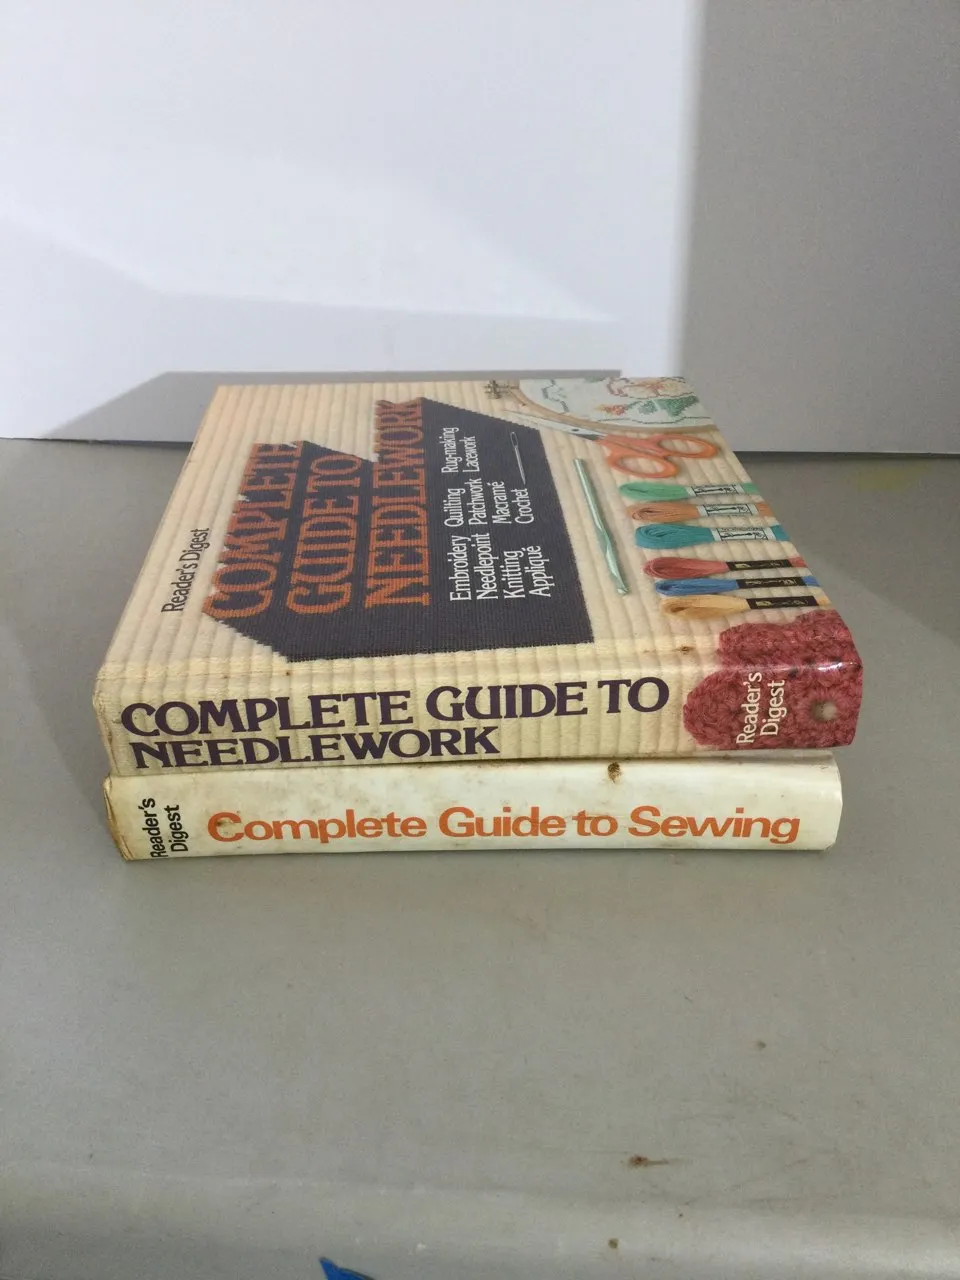 Reader's Digest
COMPLETE
GUIDE TO
NEEDLEWORK
Embroidery Quilting Rug-making
Needlepoint Patchwork Lacework
Knitting Macramé
Appliqué Crochet
COMPLETE GUIDE TO
NEEDLEWORK
Reader's
Digest
Reader's
Digest
Complete Guide to Sewing